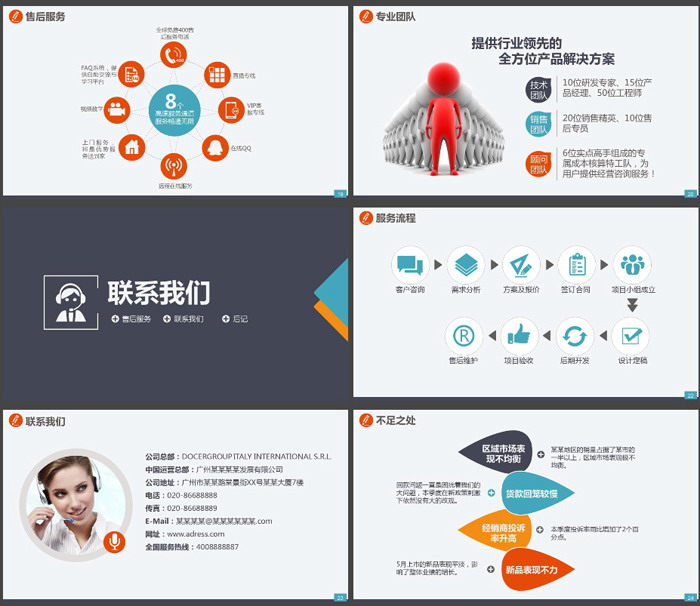 售后服务
全国免费400售
后服务电话
400
FAQ系统，提
供自助交流与
学习平台
直播专线
8个
高速服务通道
服务畅通无限
视频教学
VIP客
服专线
上门服务
将最优势服
务送到家
在线QQ
远程在线服务
19
专业团队
提供行业领先的
全方位产品解决方案
技术
团队
10位研发专家、15位产
品经理、50位工程师
销售
团队
20位销售精英、10位售
后专员
顾问
团队
6位实点高手组成的专
属成本核算特工队，为
用户提供经营咨询服务！
20
联系我们
售后服务
联系我们
后记
服务流程
客户咨询
需求分析
方案及报价
签订合同
项目小组成立
售后维护
项目验收
后期开发
设计定稿
22
联系我们
公司总部：DOCERGROUP ITALY INTERNATIONAL S.R.L.
中国运营总部：广州某某某某发展有限公司
公司地址：广州市某某路某景街XX号某某大厦7楼
电话：020-86688888
传真：020-86688889
E-Mail：某某某某@某某某某某某.com
网址：www.adress.com
全国服务热线：4008888887
23
不足之处
区域市场表
现不均衡
某某地区的销量占据了某市的
一半以上，区域市场表现极不
均衡。
回款问题一直是困扰着我们的
大问题，本季度在新政策刺激
下依然没有大的改观。
货款回笼较慢
经销商投诉
率升高
本季度投诉率同比增加了2个百
分点。
5月上市的新品表现平淡，影
响了整体业绩的增长。
新品表现不力
24